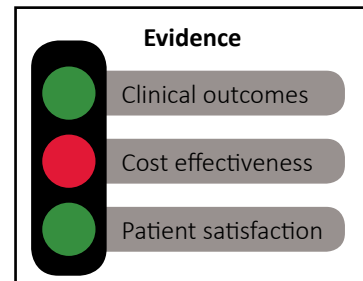 Evidence
Clinical outcomes
Cost effectiveness
Patient satisfaction